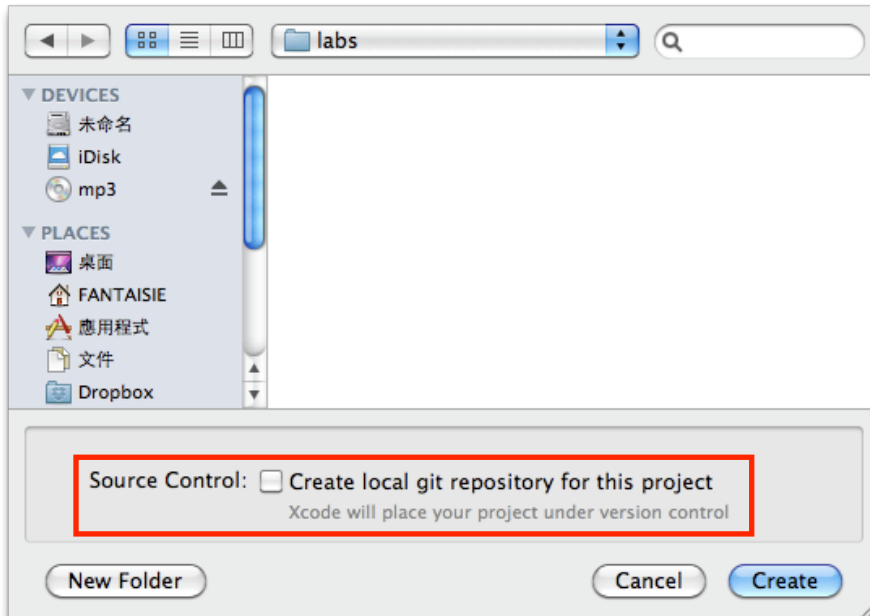 labs
DEVICES
未命名
iDisk
mp3
PLACES
桌面
FANTAISIE
應用程式
文件
Dropbox
Source Control: Create local git repository for this project
Xcode will place your project under version control
New Folder Cancel Create